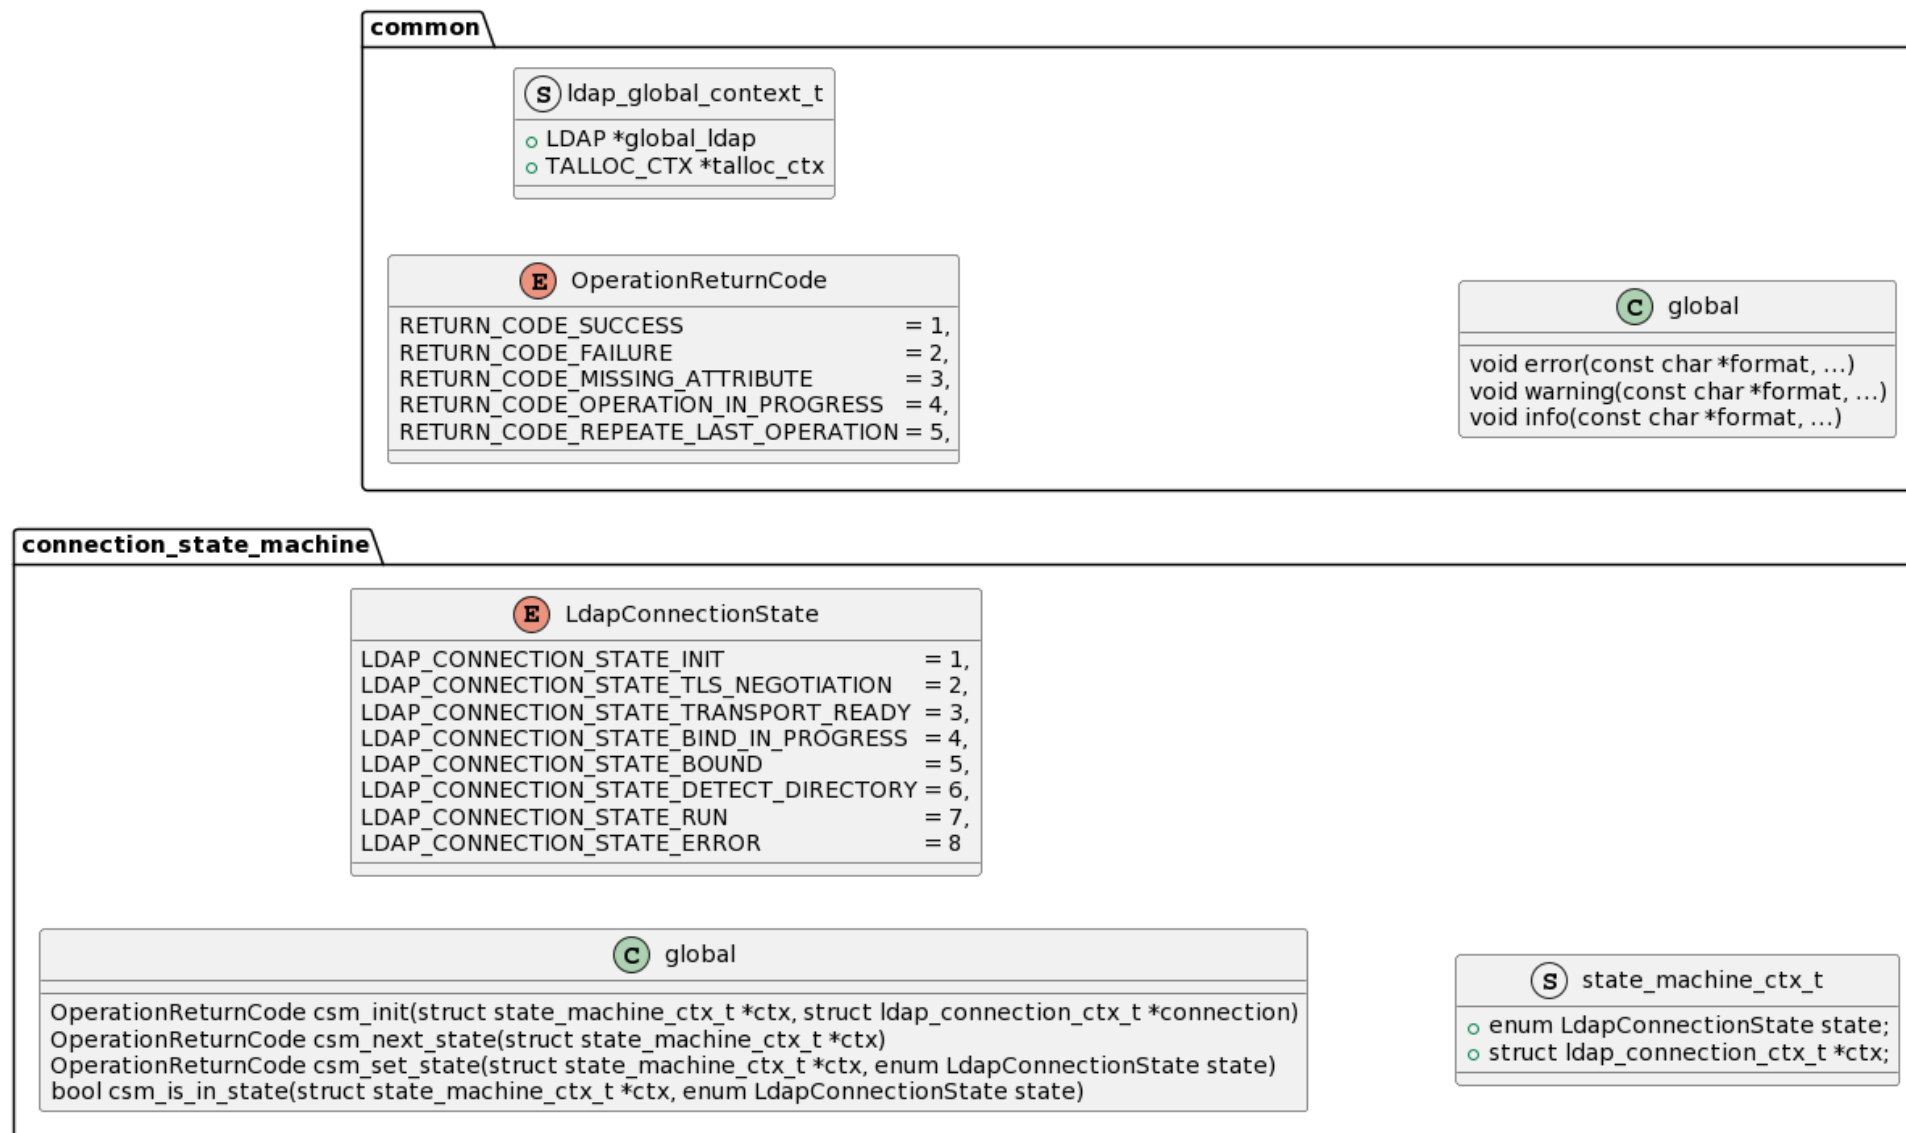 common
S ldap_global_context_t
LDAP *global_ldap
TALLOC_CTX *talloc_ctx
E OperationReturnCode
RETURN_CODE_SUCCESS = 1,
RETURN_CODE_FAILURE = 2,
RETURN_CODE_MISSING_ATTRIBUTE = 3,
RETURN_CODE_OPERATION_IN_PROGRESS = 4,
RETURN_CODE_REPEATE_LAST_OPERATION = 5,
C global
void error(const char *format, ...)
void warning(const char *format, ...)
void info(const char *format, ...)
connection_state_machine
E LdapConnectionState
LDAP_CONNECTION_STATE_INIT = 1,
LDAP_CONNECTION_STATE_TLS_NEGOTIATION = 2,
LDAP_CONNECTION_STATE_TRANSPORT_READY = 3,
LDAP_CONNECTION_STATE_BIND_IN_PROGRESS = 4,
LDAP_CONNECTION_STATE_BOUND = 5,
LDAP_CONNECTION_STATE_DETECT_DIRECTORY = 6,
LDAP_CONNECTION_STATE_RUN = 7,
LDAP_CONNECTION_STATE_ERROR = 8
C global
OperationReturnCode csm_init(struct state_machine_ctx_t *ctx, struct ldap_connection_ctx_t *connection)
OperationReturnCode csm_next_state(struct state_machine_ctx_t *ctx)
OperationReturnCode csm_set_state(struct state_machine_ctx_t *ctx, enum LdapConnectionState state)
bool csm_is_in_state(struct state_machine_ctx_t *ctx, enum LdapConnectionState state)
S state_machine_ctx_t
enum LdapConnectionState state;
struct ldap_connection_ctx_t *ctx;